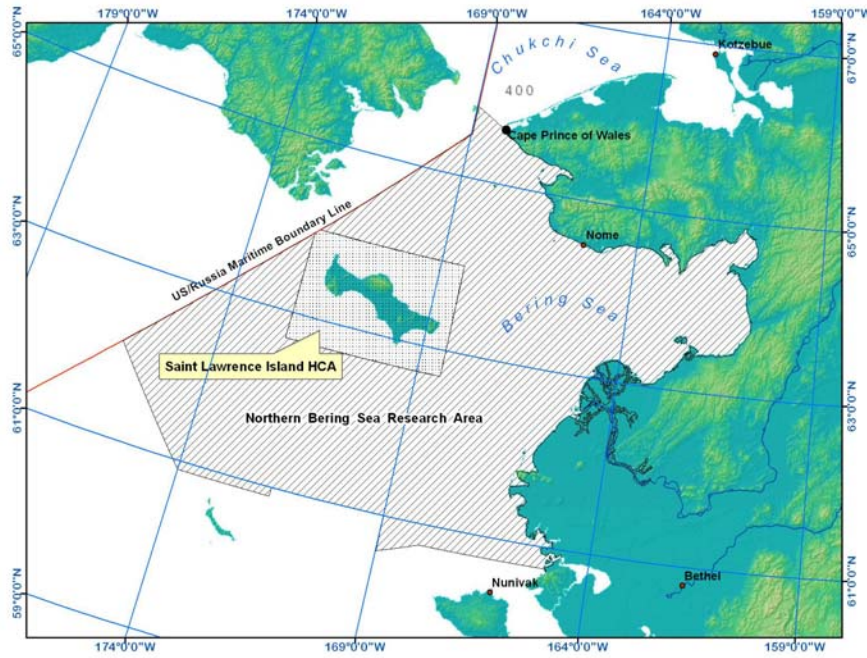 179°0'0"W
174°0'0"W
169°0'0"W
164°0'0"W
159°0'0"W
65°0'0"N
67°0'0"N
Chukchi Sea
Kotzebue
400
Cape Prince of Wales
US/Russia Maritime Boundary Line
Nome
63°0'0"N
65°0'0"N
Bering Sea
Saint Lawrence Island HCA
Northern Bering Sea Research Area
61°0'0"N
63°0'0"N
Nunivak
Bethel
59°0'0"N
61°0'0"N
174°0'0"W
169°0'0"W
164°0'0"W
159°0'0"W